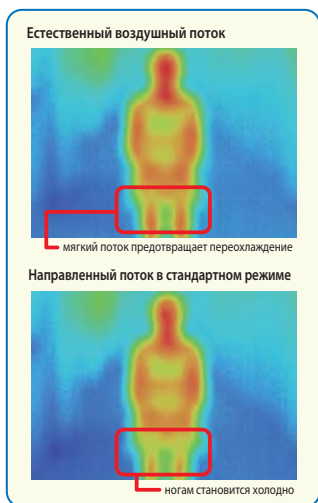 Естественный воздушный поток
мягкий поток предотвращает переохлаждение
Направленный поток в стандартном режиме
ногам становится холодно